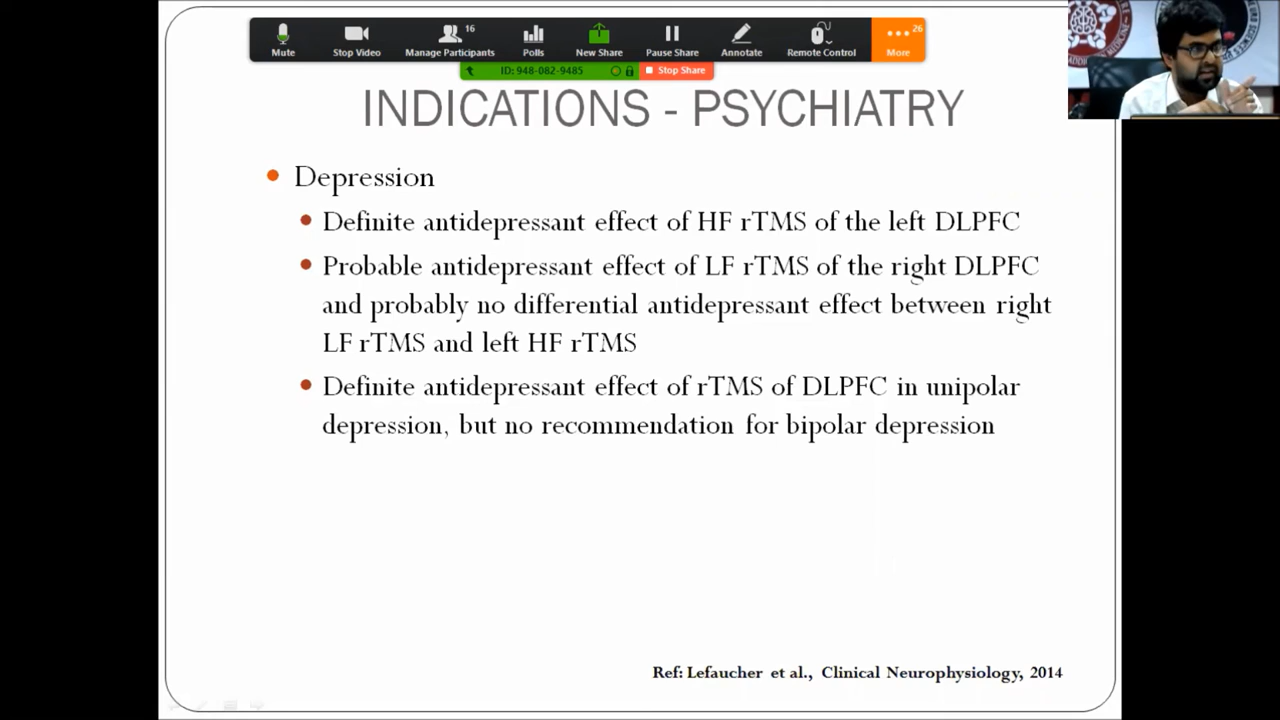 16
26
Mute
Stop Video
Manage Participants
Polls
New Share
Pause Share
Annotate
Remote Control
More
ID: 948-082-9485
Stop Share
INDICATIONS - PSYCHIATRY
Depression
Definite antidepressant effect of HF rTMS of the left DLPFC
Probable antidepressant effect of LF rTMS of the right DLPFC
and probably no differential antidepressant effect between right
LF rTMS and left HF rTMS
Definite antidepressant effect of rTMS of DLPFC in unipolar
depression, but no recommendation for bipolar depression
Ref: Lefaucher et al., Clinical Neurophysiology, 2014